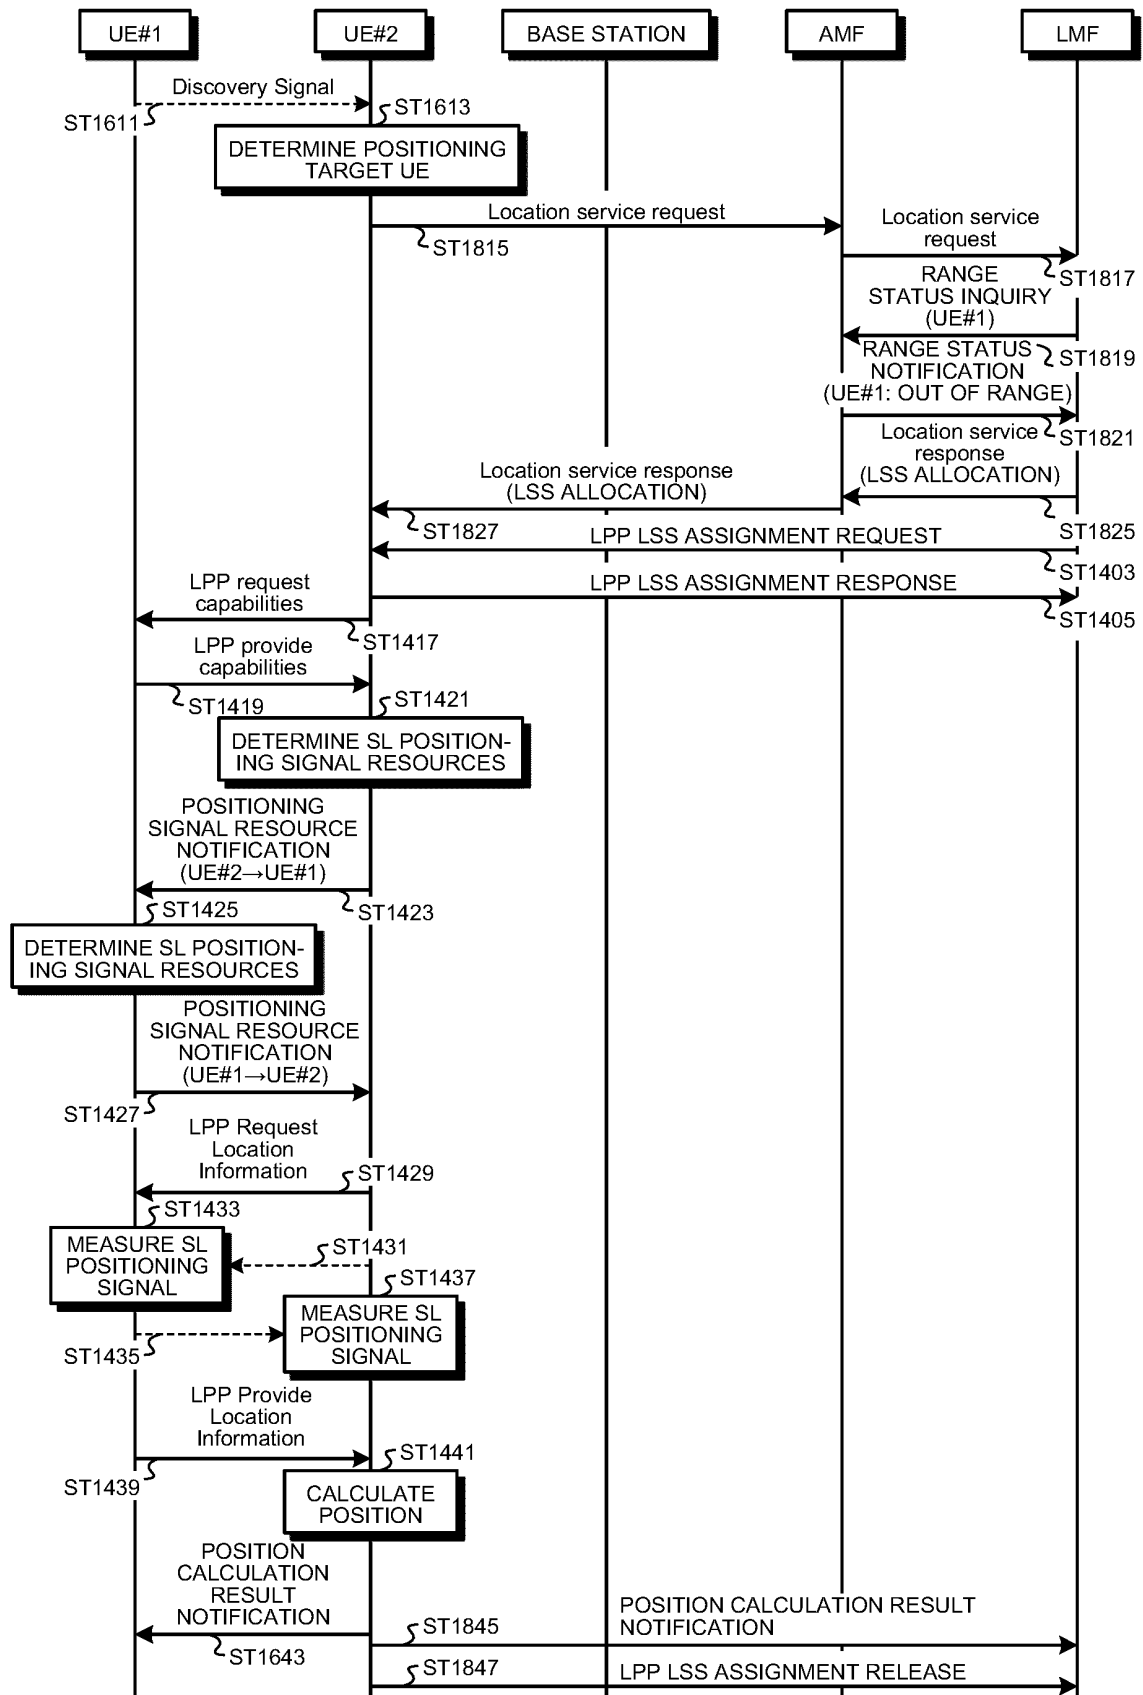 UE#1
UE#2
BASE STATION
AMF
LMF
Discovery Signal
ST1611
ST1613
DETERMINE POSITIONING
TARGET UE
Location service request
ST1815
Location service
request
ST1817
RANGE
STATUS INQUIRY
(UE#1)
ST1819
RANGE STATUS
NOTIFICATION
(UE#1: OUT OF RANGE)
ST1821
Location service
response
(LSS ALLOCATION)
ST1825
Location service response
(LSS ALLOCATION)
ST1827
LPP LSS ASSIGNMENT REQUEST
ST1403
LPP LSS ASSIGNMENT RESPONSE
ST1405
LPP request
capabilities
ST1417
LPP provide
capabilities
ST1419
ST1421
DETERMINE SL POSITION-
ING SIGNAL RESOURCES
POSITIONING
SIGNAL RESOURCE
NOTIFICATION
(UE#2→UE#1)
ST1423
ST1425
DETERMINE SL POSITION-
ING SIGNAL RESOURCES
POSITIONING
SIGNAL RESOURCE
NOTIFICATION
(UE#1→UE#2)
ST1427
LPP Request
Location
Information
ST1429
ST1433
MEASURE SL
POSITIONING
SIGNAL
ST1431
ST1437
MEASURE SL
POSITIONING
SIGNAL
ST1435
LPP Provide
Location
Information
ST1439
ST1441
CALCULATE
POSITION
POSITION
CALCULATION
RESULT
NOTIFICATION
ST1643
ST1845
POSITION CALCULATION RESULT
NOTIFICATION
ST1847
LPP LSS ASSIGNMENT RELEASE